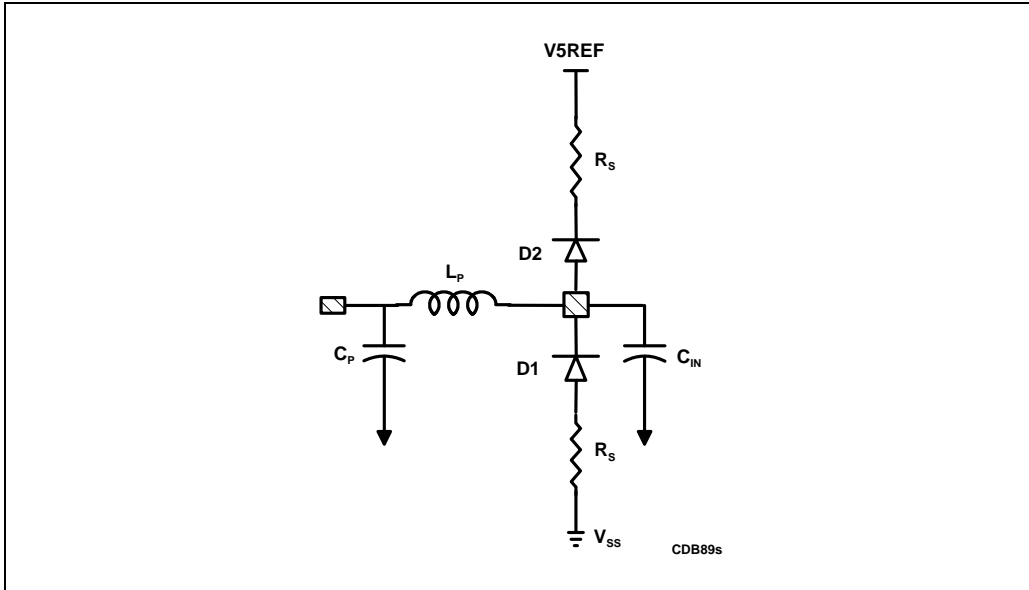 V5REF
R_S
D2
L_P
C_P
D1
C_IN
R_S
V_SS
CDB89s